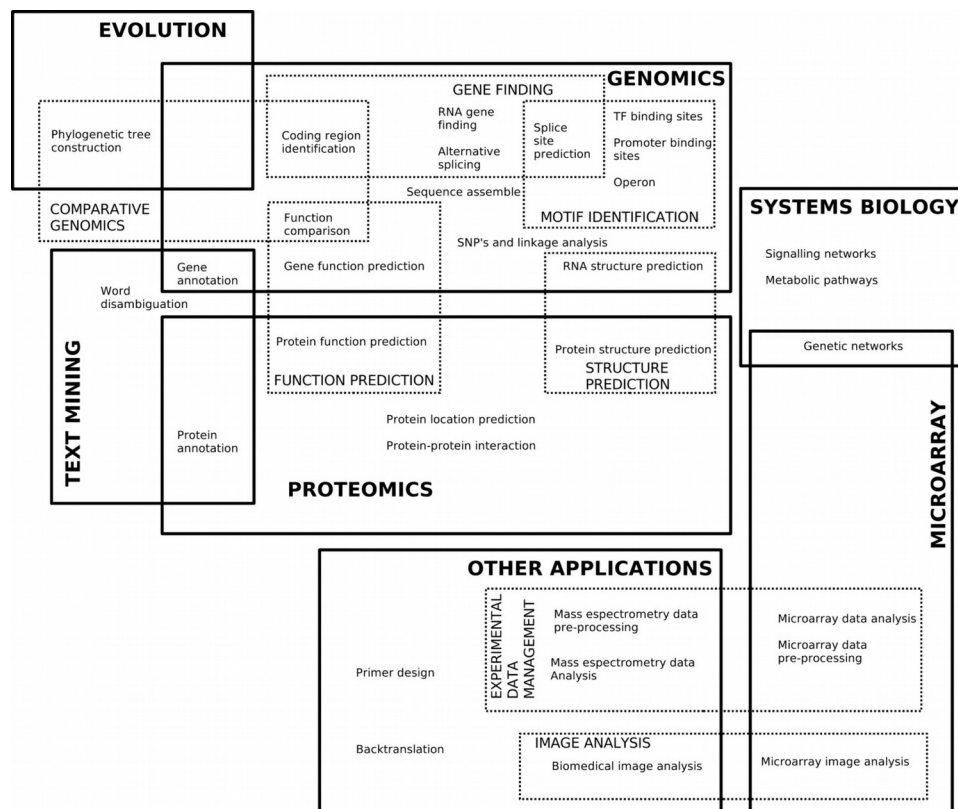 EVOLUTION
GENOMICS
GENE FINDING
RNA gene
finding
Alternative
splicing
Splice
site
prediction
TF binding sites
Promoter binding
sites
Operon
Phylogenetic tree
construction
Coding region
identification
Sequence assemble
MOTIF IDENTIFICATION
COMPARATIVE
GENOMICS
Function
comparison
SNP's and linkage analysis
Gene
annotation
Gene function prediction
RNA structure prediction
Word
disambiguation
SYSTEMS BIOLOGY
Signalling networks
Metabolic pathways
Genetic networks
Protein function prediction
FUNCTION PREDICTION
Protein structure prediction
STRUCTURE
PREDICTION
TEXT MINING
Protein
annotation
Protein location prediction
Protein-protein interaction
PROTEOMICS
MICROARRAY
OTHER APPLICATIONS
EXPERIMENTAL
DATA
MANAGEMENT
Mass espectrometry data
pre-processing
Mass espectrometry data
Analysis
Microarray data analysis
Microarray data
pre-processing
Primer design
Backtranslation
IMAGE ANALYSIS
Biomedical image analysis
Microarray image analysis